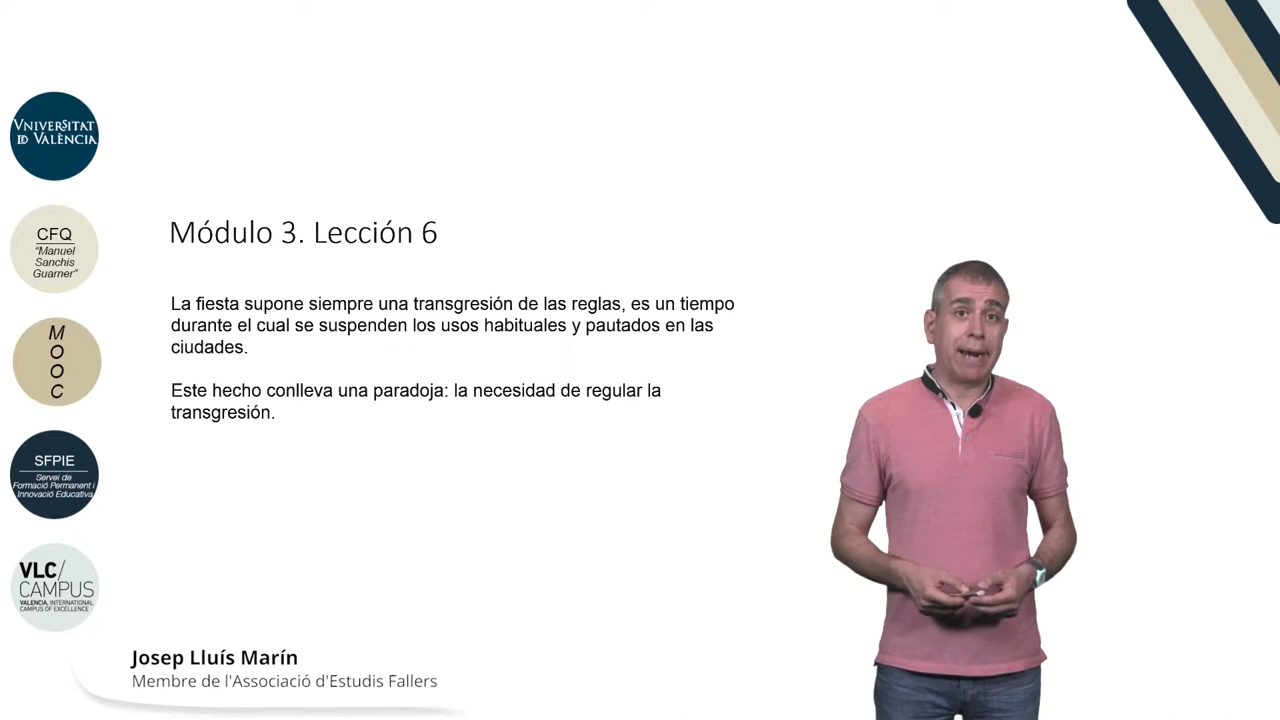 VNIVERSITAT
DE VALÈNCIA
CFQ
“Manuel
Sanchis
Guarner”
M
O
O
C
SFPIE
Servei de
Formació Permanent i
Innovació Educativa
VLC/
CAMPUS
VALENCIA, INTERNATIONAL
CAMPUS OF EXCELLENCE
Módulo 3. Lección 6
La fiesta supone siempre una transgresión de las reglas, es un tiempo
durante el cual se suspenden los usos habituales y pautados en las
ciudades.
Este hecho conlleva una paradoja: la necesidad de regular la
transgresión.
Josep Lluís Marín
Membre de l'Associació d'Estudis Fallers